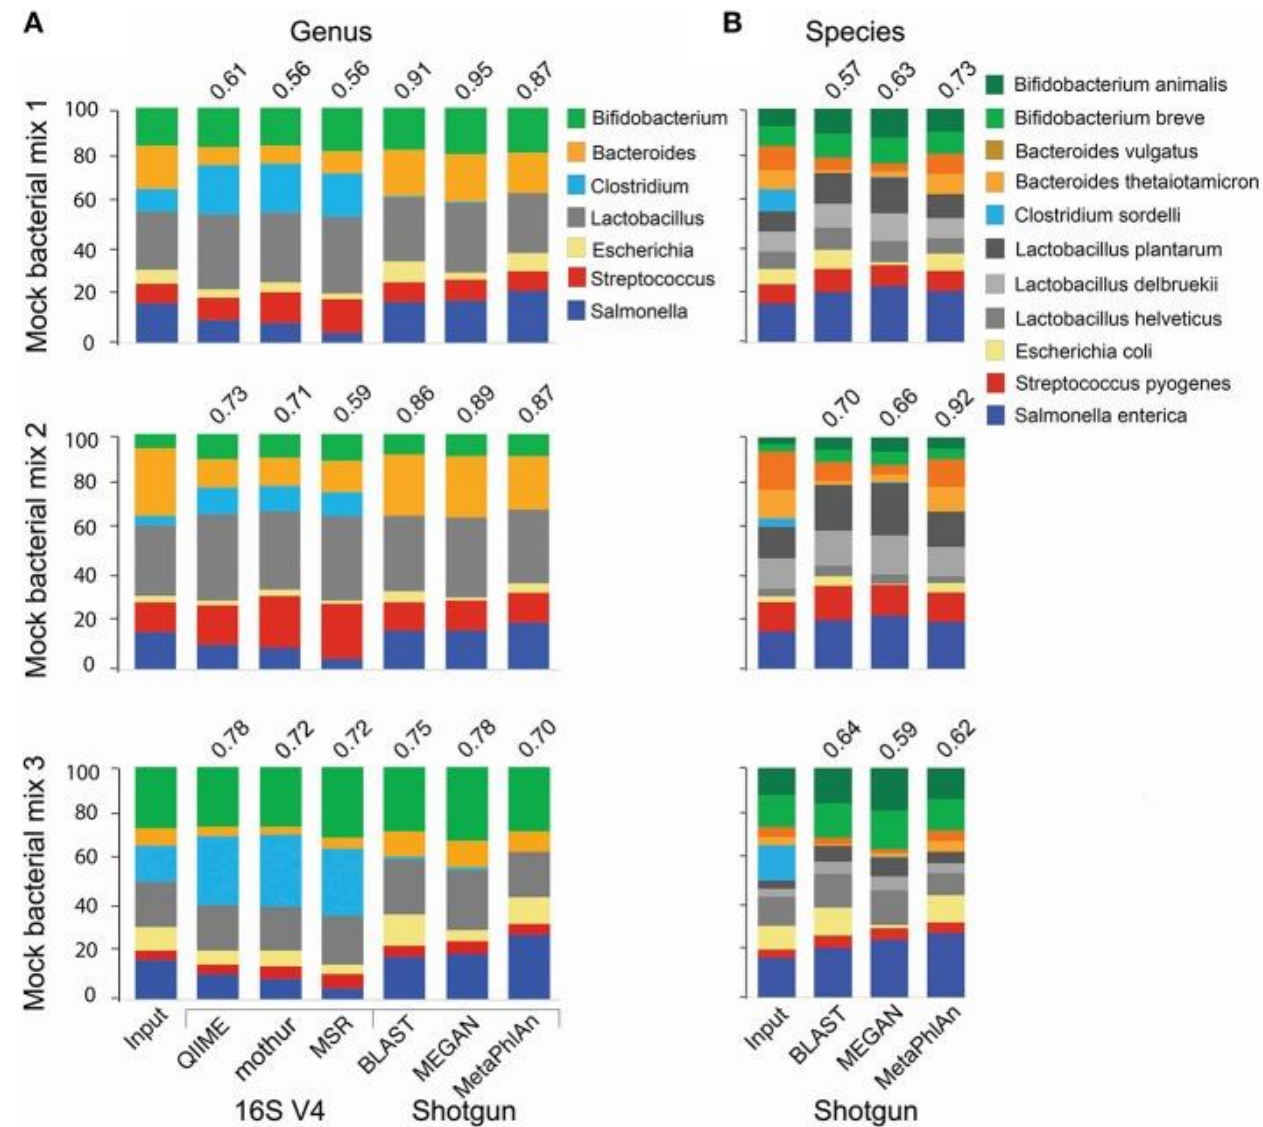 A
Genus
B
Species
0.61
0.56
0.56
0.91
0.95
0.87
0.57
0.63
0.73
Mock bacterial mix 1
100
80
60
40
20
0
Bifidobacterium
Bacteroides
Clostridium
Lactobacillus
Escherichia
Streptococcus
Salmonella
Bifidobacterium animalis
Bifidobacterium breve
Bacteroides vulgatus
Bacteroides thetaiotamicron
Clostridium sordelli
Lactobacillus plantarum
Lactobacillus delbruekii
Lactobacillus helveticus
Escherichia coli
Streptococcus pyogenes
Salmonella enterica
0.73
0.71
0.59
0.86
0.89
0.87
0.70
0.66
0.92
Mock bacterial mix 2
100
80
60
40
20
0
0.78
0.72
0.72
0.75
0.78
0.70
0.64
0.59
0.62
Mock bacterial mix 3
100
80
60
40
20
0
Input
QIIME
mothur
MSR
BLAST
MEGAN
MetaPhlAn
Input
BLAST
MEGAN
MetaPhlAn
16S V4
Shotgun
Shotgun